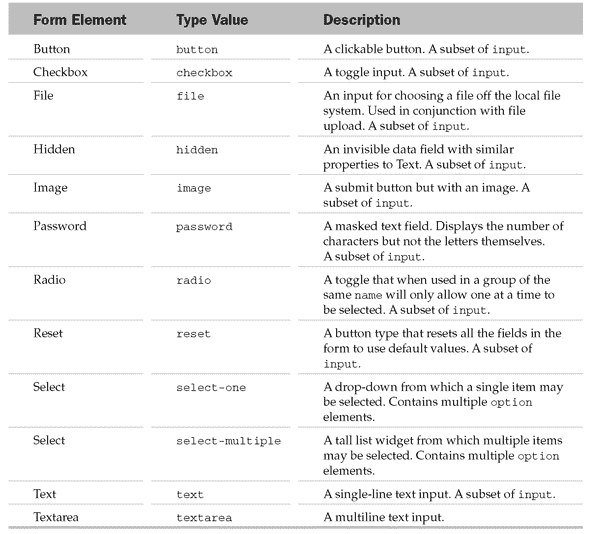 Form Element Type Value Description
Button button A clickable button. A subset of input.
Checkbox checkbox A toggle input. A subset of input.
File file An input for choosing a file off the local file
system. Used in conjunction with file
upload. A subset of input.
Hidden hidden An invisible data field with similar
properties to Text. A subset of input.
Image image A submit button but with an image. A
subset of input.
Password password A masked text field. Displays the number of
characters but not the letters themselves.
A subset of input.
Radio radio A toggle that when used in a group of the
same name will only allow one at a time to
be selected. A subset of input.
Reset reset A button type that resets all the fields in the
form to use default values. A subset of
input.
Select select-one A drop-down from which a single item may
be selected. Contains multiple option
elements.
Select select-multiple A tall list widget from which multiple items
may be selected. Contains multiple option
elements.
Text text A single-line text input. A subset of input.
Textarea textarea A multiline text input.